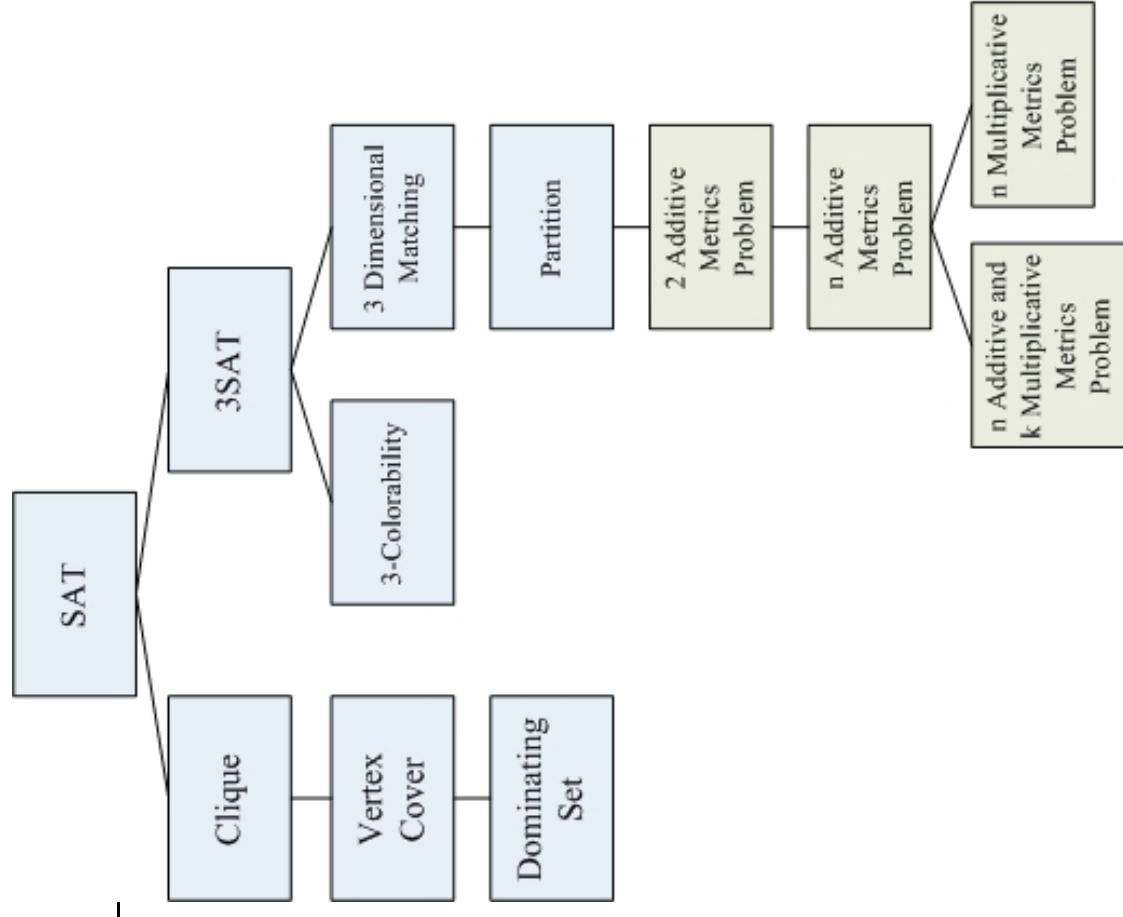 SAT
Clique
3SAT
Vertex
Cover
3-Colorability
3 Dimensional
Matching
Dominating
Set
Partition
2 Additive
Metrics
Problem
n Additive
Metrics
Problem
n Additive and
k Multiplicative
Metrics
Problem
n Multiplicative
Metrics
Problem